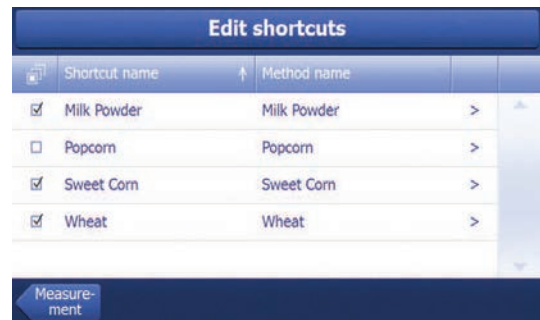 Edit shortcuts
Shortcut name ↑ Method name
☑ Milk Powder Milk Powder >
☐ Popcorn Popcorn >
☑ Sweet Corn Sweet Corn >
☑ Wheat Wheat >
Measure-
ment